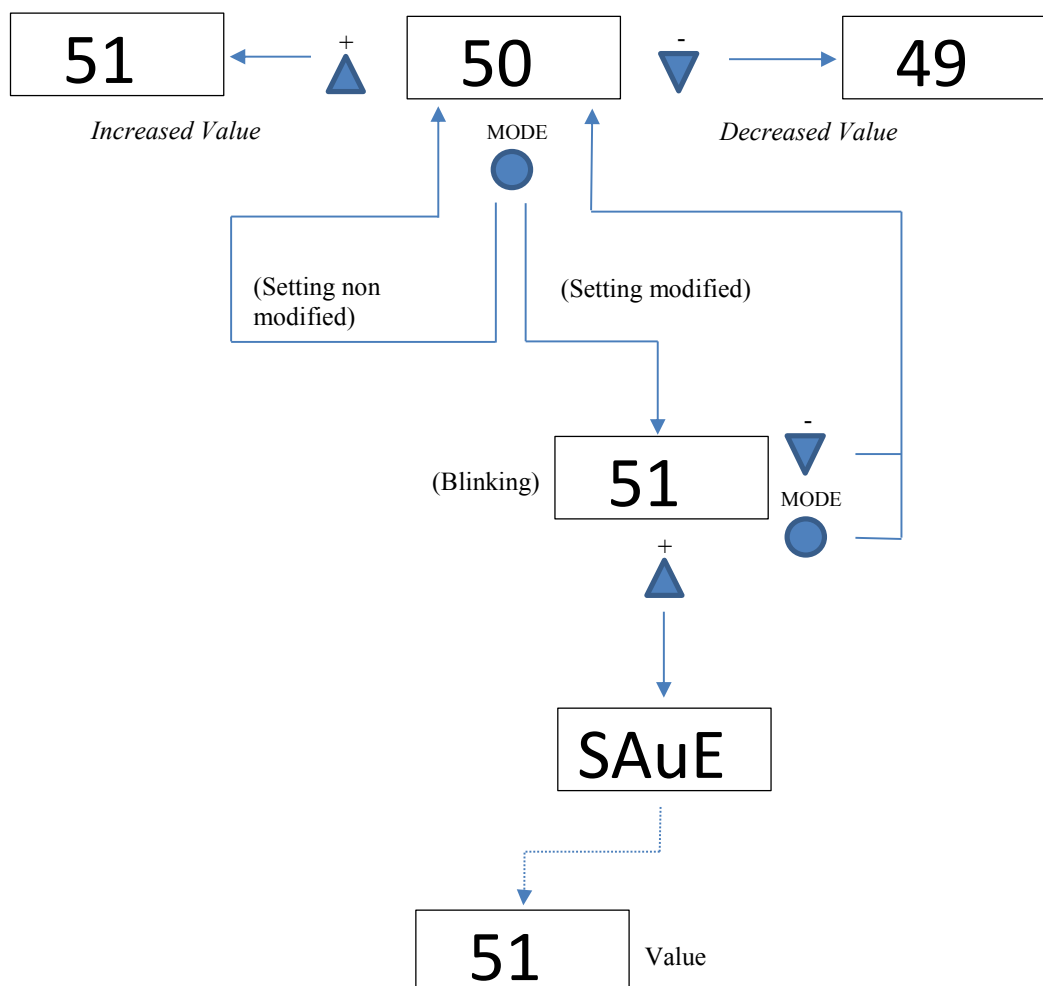 +
-
51
50
49
Increased Value
MODE
Decreased Value
(Setting non
modified)
(Setting modified)
-
(Blinking)
51
MODE
+
SAuE
51
Value